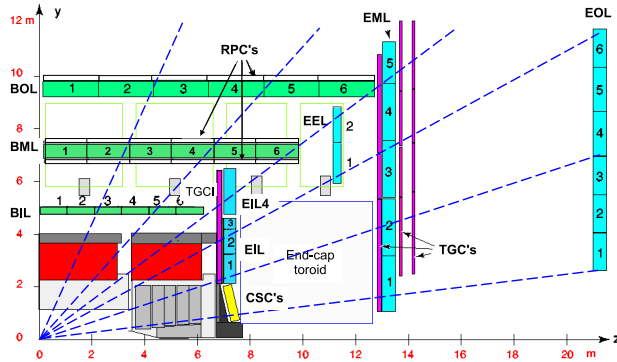 12 m
y
EML
EOL
RPC's
10
BOL
1 2 3 4 5 6
5
6
EEL
8
2
4
5
BML
1 2 3 4 5 6
1
4
6
TGCI
3
3
BIL
1 2 3 4 5 6
EIL4
4
3
2
EIL
1
2
2
End-cap
toroid
TGC's
2
CSC's
1
1
0
z
0 2 4 6 8 10 12 14 16 18 20 m